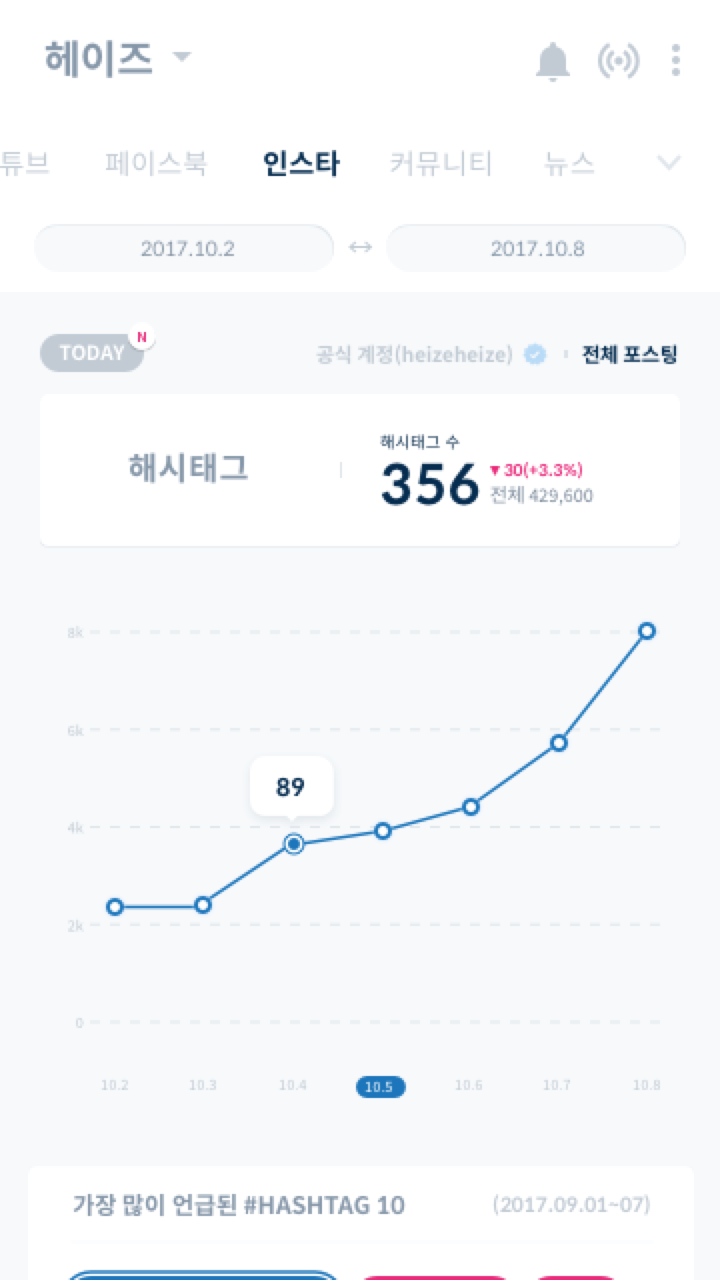 헤이즈
튜브 페이스북 인스타 커뮤니티 뉴스
2017.10.2 ↔ 2017.10.8
TODAY N 공식 계정(heizeheize) 전체 포스팅
해시태그
해시태그 수
356 ▼30(+3.3%)
전체 429,600
8k
6k
89
4k
2k
0
10.2 10.3 10.4 10.5 10.6 10.7 10.8
가장 많이 언급된 #HASHTAG 10 (2017.09.01~07)